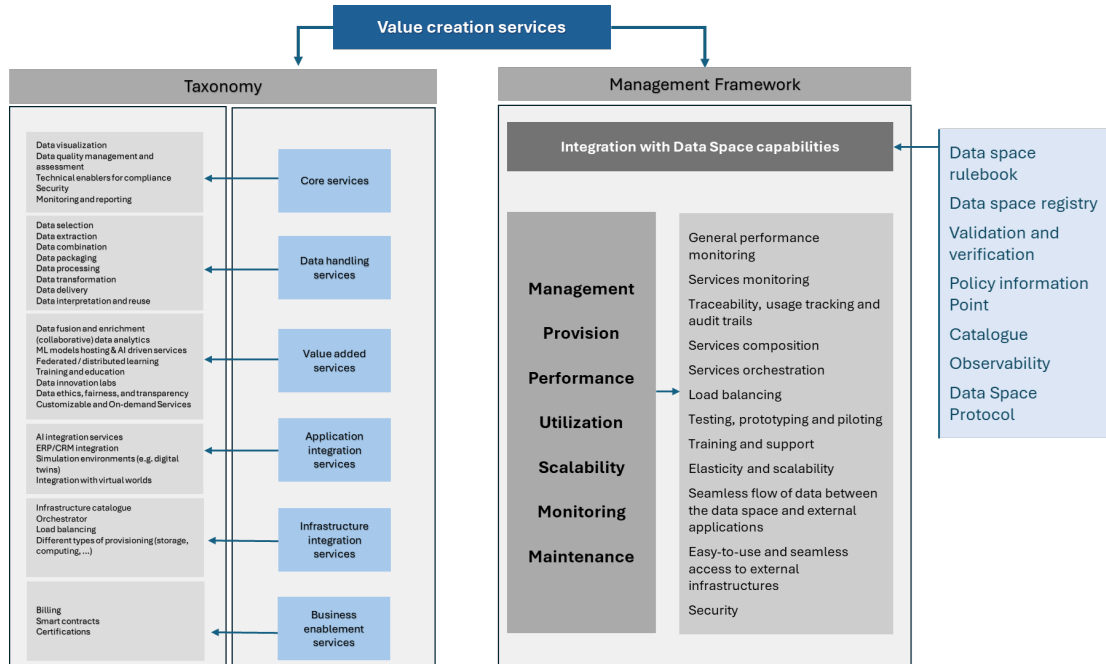 Value creation services
Taxonomy
Data visualization
Data quality management and
assessment
Technical enablers for compliance
Security
Monitoring and reporting
Core services
Data selection
Data extraction
Data combination
Data packaging
Data processing
Data transformation
Data delivery
Data interpretation and reuse
Data handling
services
Data fusion and enrichment
(collaborative) data analytics
ML models hosting & AI driven services
Federated / distributed learning
Training and education
Data innovation labs
Data ethics, fairness, and transparency
Customizable and On-demand Services
Value added
services
AI integration services
ERP/CRM integration
Simulation environments (e.g. digital
twins)
Integration with virtual worlds
Application
integration
services
Infrastructure catalogue
Orchestrator
Load balancing
Different types of provisioning (storage,
computing, ...)
Infrastructure
integration
services
Billing
Smart contracts
Certifications
Business
enablement
services
Management Framework
Integration with Data Space capabilities
Management
Provision
Performance
Utilization
Scalability
Monitoring
Maintenance
General performance
monitoring
Services monitoring
Traceability, usage tracking and
audit trails
Services composition
Services orchestration
Load balancing
Testing, prototyping and piloting
Training and support
Elasticity and scalability
Seamless flow of data between
the data space and external
applications
Easy-to-use and seamless
access to external
infrastructures
Security
Data space
rulebook
Data space registry
Validation and
verification
Policy information
Point
Catalogue
Observability
Data Space
Protocol